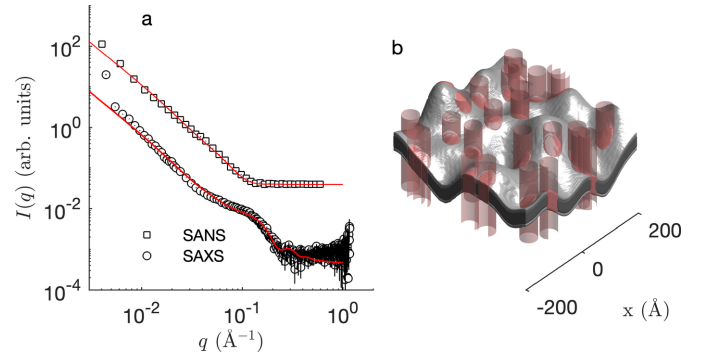 a
b
10^2
10^0
10^-2
10^-4
I(q) (arb. units)
SANS
SAXS
10^-2
10^-1
10^0
q (Å^-1)
200
0
-200
x (Å)